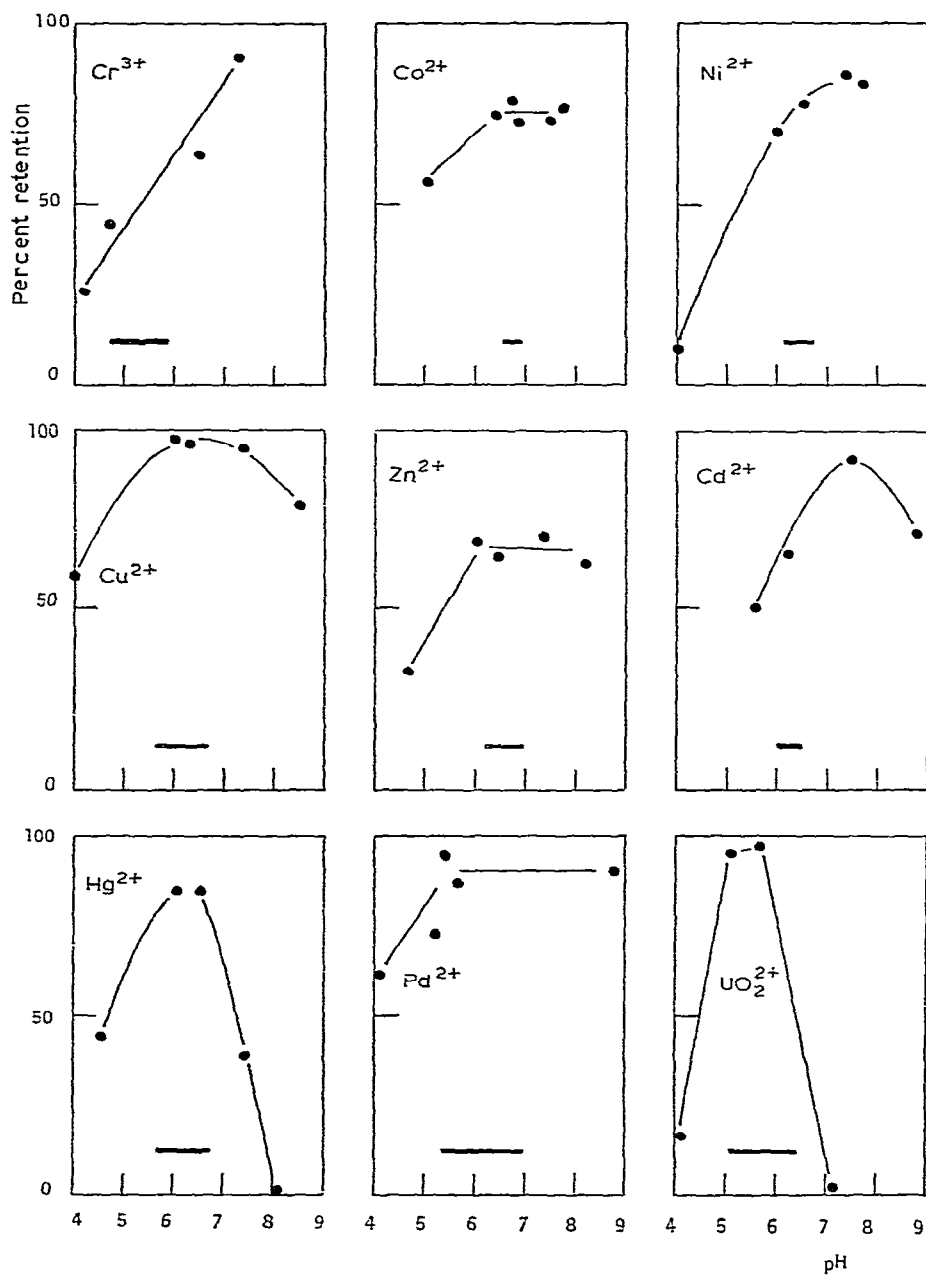 100
Cr³⁺
Co²⁺
Ni²⁺
Percent retention
50
0
100
Zn²⁺
Cd²⁺
Cu²⁺
50
0
100
Hg²⁺
Pd²⁺
UO₂²⁺
50
0
4 5 6 7 8 9
4 5 6 7 8 9
4 5 6 7 8 9
pH